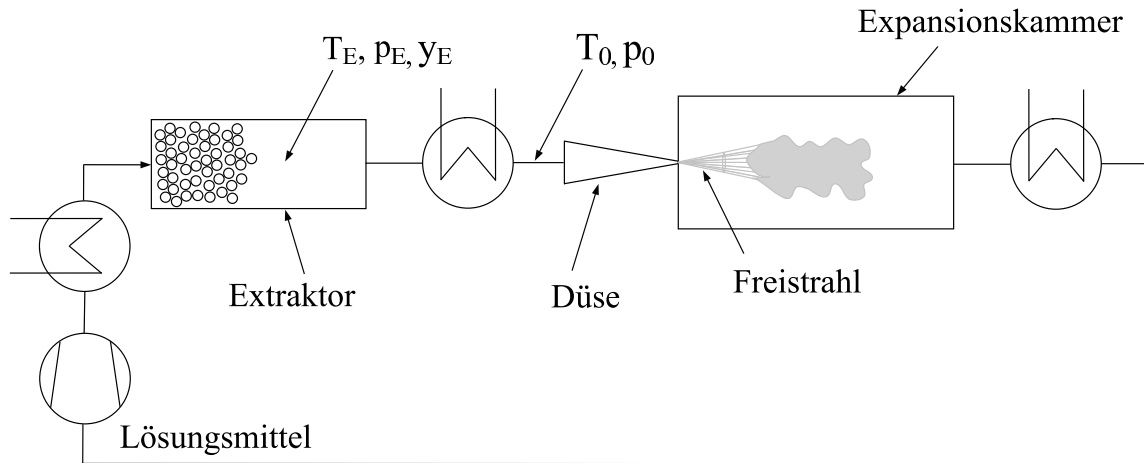 Expansionskammer
T_E, p_E, y_E
T_0, p_0
Extraktor
Düse
Freistrahl
Lösungsmittel